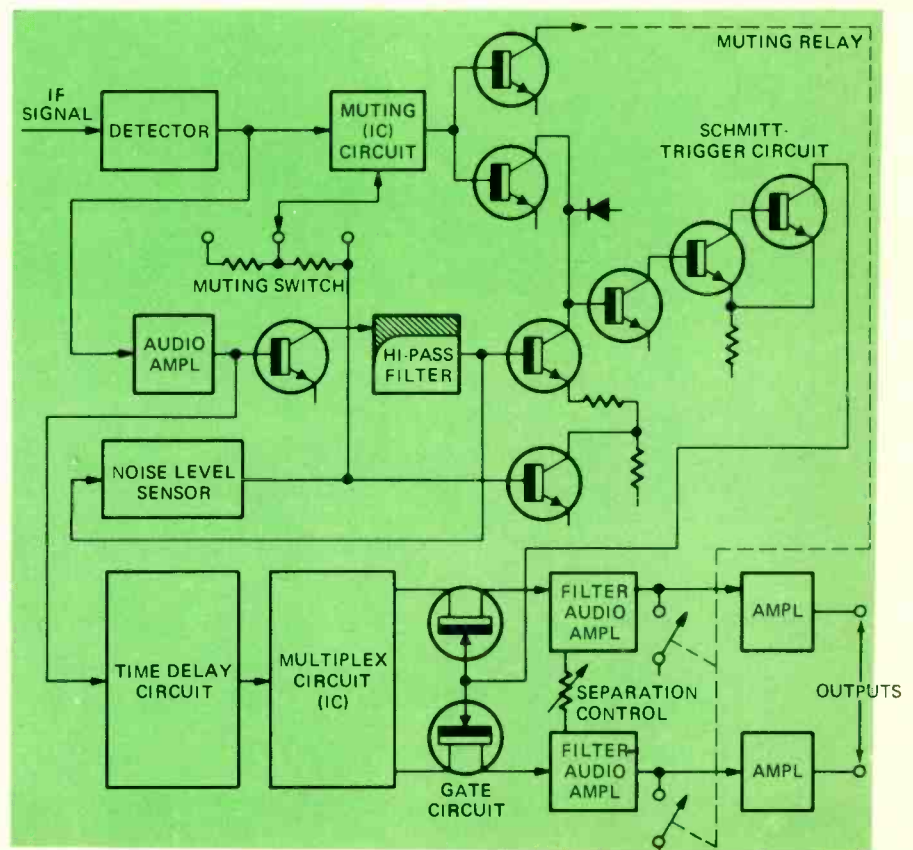 MUTING RELAY
IF
SIGNAL
DETECTOR
MUTING
(IC)
CIRCUIT
SCHMITT-
TRIGGER CIRCUIT
MUTING SWITCH
AUDIO
AMPL
HI-PASS
FILTER
NOISE LEVEL
SENSOR
TIME DELAY
CIRCUIT
MULTIPLEX
CIRCUIT
(IC)
GATE
CIRCUIT
FILTER
AUDIO
AMPL
SEPARATION
CONTROL
FILTER
AUDIO
AMPL
AMPL
OUTPUTS
AMPL